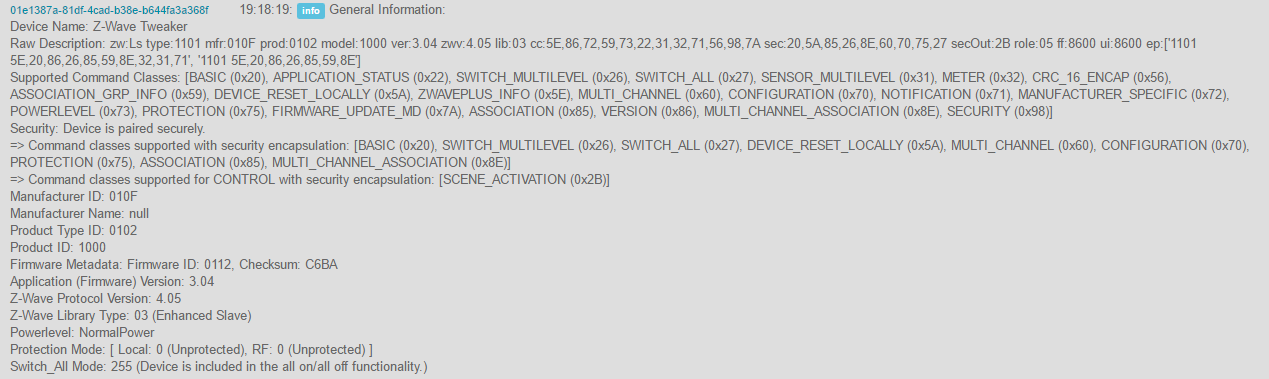 01e1387a-81df-4cad-b38e-b644fa3a368f 19:18:19: info General Information:
Device Name: Z-Wave Tweaker
Raw Description: zw:Ls type:1101 mfr:010F prod:0102 model:1000 ver:3.04 zwv:4.05 lib:03 cc:5E,86,72,59,73,22,31,32,71,56,98,7A sec:20,5A,85,26,8E,60,70,75,27 secOut:2B role:05 ff:8600 ui:8600 ep:['1101
5E,20,86,26,85,59,8E,32,31,71', '1101 5E,20,86,26,85,59,8E']
Supported Command Classes: [BASIC (0x20), APPLICATION_STATUS (0x22), SWITCH_MULTILEVEL (0x26), SWITCH_ALL (0x27), SENSOR_MULTILEVEL (0x31), METER (0x32), CRC_16_ENCAP (0x56),
ASSOCIATION_GRP_INFO (0x59), DEVICE_RESET_LOCALLY (0x5A), ZWAVEPLUS_INFO (0x5E), MULTI_CHANNEL (0x60), CONFIGURATION (0x70), NOTIFICATION (0x71), MANUFACTURER_SPECIFIC (0x72),
POWERLEVEL (0x73), PROTECTION (0x75), FIRMWARE_UPDATE_MD (0x7A), ASSOCIATION (0x85), VERSION (0x86), MULTI_CHANNEL_ASSOCIATION (0x8E), SECURITY (0x98)]
Security: Device is paired securely.
=> Command classes supported with security encapsulation: [BASIC (0x20), SWITCH_MULTILEVEL (0x26), SWITCH_ALL (0x27), DEVICE_RESET_LOCALLY (0x5A), MULTI_CHANNEL (0x60), CONFIGURATION (0x70),
PROTECTION (0x75), ASSOCIATION (0x85), MULTI_CHANNEL_ASSOCIATION (0x8E)]
=> Command classes supported for CONTROL with security encapsulation: [SCENE_ACTIVATION (0x2B)]
Manufacturer ID: 010F
Manufacturer Name: null
Product Type ID: 0102
Product ID: 1000
Firmware Metadata: Firmware ID: 0112, Checksum: C6BA
Application (Firmware) Version: 3.04
Z-Wave Protocol Version: 4.05
Z-Wave Library Type: 03 (Enhanced Slave)
Powerlevel: NormalPower
Protection Mode: [ Local: 0 (Unprotected), RF: 0 (Unprotected) ]
Switch_All Mode: 255 (Device is included in the all on/all off functionality.)